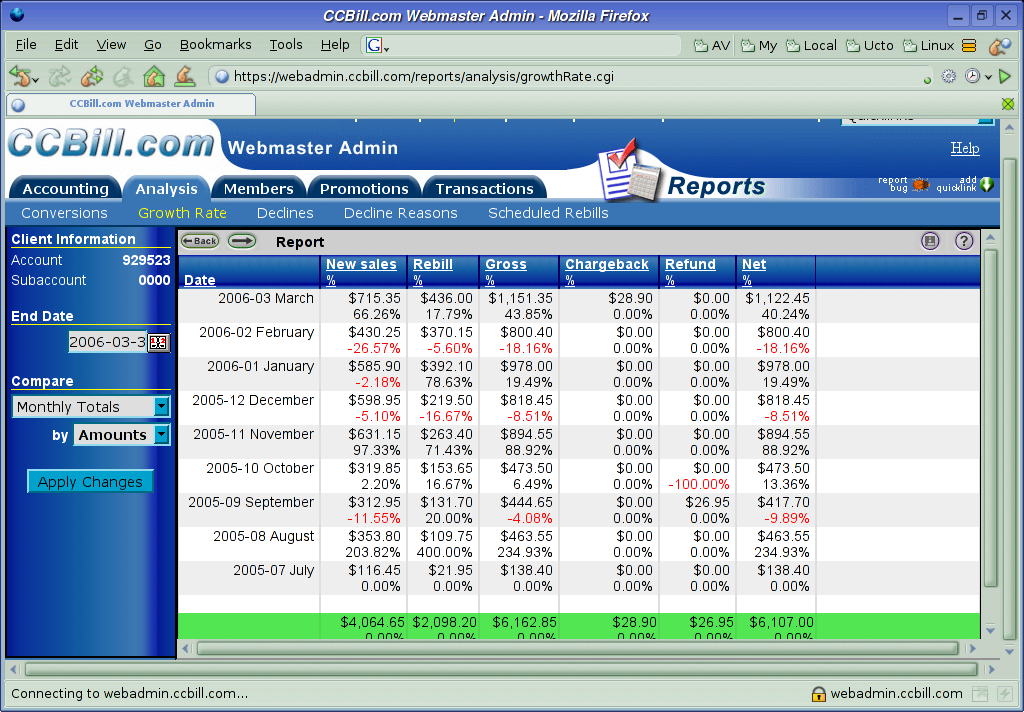 CCBill.com Webmaster Admin - Mozilla Firefox
File Edit View Go Bookmarks Tools Help G AV My Local Ucto Linux
https://webadmin.ccbill.com/reports/analysis/growthRate.cgi
CCBill.com Webmaster Admin
CCBill.com Webmaster Admin
Help
Reports
report bug
add quicklink
Accounting Analysis Members Promotions Transactions
Conversions Growth Rate Declines Decline Reasons Scheduled Rebills
Client Information
Account 929523
Subaccount 0000
End Date
2006-03-3
Compare
Monthly Totals
by Amounts
Apply Changes
Back Report ?
New sales Rebill Gross Chargeback Refund Net
Date % % % % % %
2006-03 March $715.35 $436.00 $1,151.35 $28.90 $0.00 $1,122.45
66.26% 17.79% 43.85% 0.00% 0.00% 40.24%
2006-02 February $430.25 $370.15 $800.40 $0.00 $0.00 $800.40
-26.57% -5.60% -18.16% 0.00% 0.00% -18.16%
2006-01 January $585.90 $392.10 $978.00 $0.00 $0.00 $978.00
-2.18% 78.63% 19.49% 0.00% 0.00% 19.49%
2005-12 December $598.95 $219.50 $818.45 $0.00 $0.00 $818.45
-5.10% -16.67% -8.51% 0.00% 0.00% -8.51%
2005-11 November $631.15 $263.40 $894.55 $0.00 $0.00 $894.55
97.33% 71.43% 88.92% 0.00% 0.00% 88.92%
2005-10 October $319.85 $153.65 $473.50 $0.00 $0.00 $473.50
2.20% 16.67% 6.49% 0.00% -100.00% 13.36%
2005-09 September $312.95 $131.70 $444.65 $0.00 $26.95 $417.70
-11.55% 20.00% -4.08% 0.00% 0.00% -9.89%
2005-08 August $353.80 $109.75 $463.55 $0.00 $0.00 $463.55
203.82% 400.00% 234.93% 0.00% 0.00% 234.93%
2005-07 July $116.45 $21.95 $138.40 $0.00 $0.00 $138.40
0.00% 0.00% 0.00% 0.00% 0.00% 0.00%
$4,064.65 $2,098.20 $6,162.85 $28.90 $26.95 $6,107.00
0.00% 0.00% 0.00% 0.00% 0.00% 0.00%
Connecting to webadmin.ccbill.com... webadmin.ccbill.com